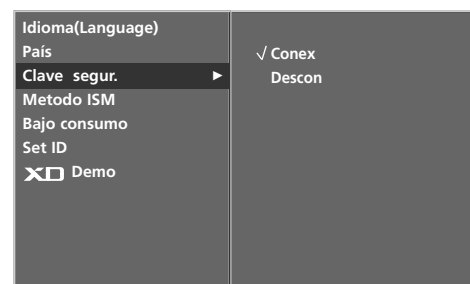 Idioma(Language)
País
Clave segur. ►
Metodo ISM
Bajo consumo
Set ID
XD Demo
√ Conex
Descon